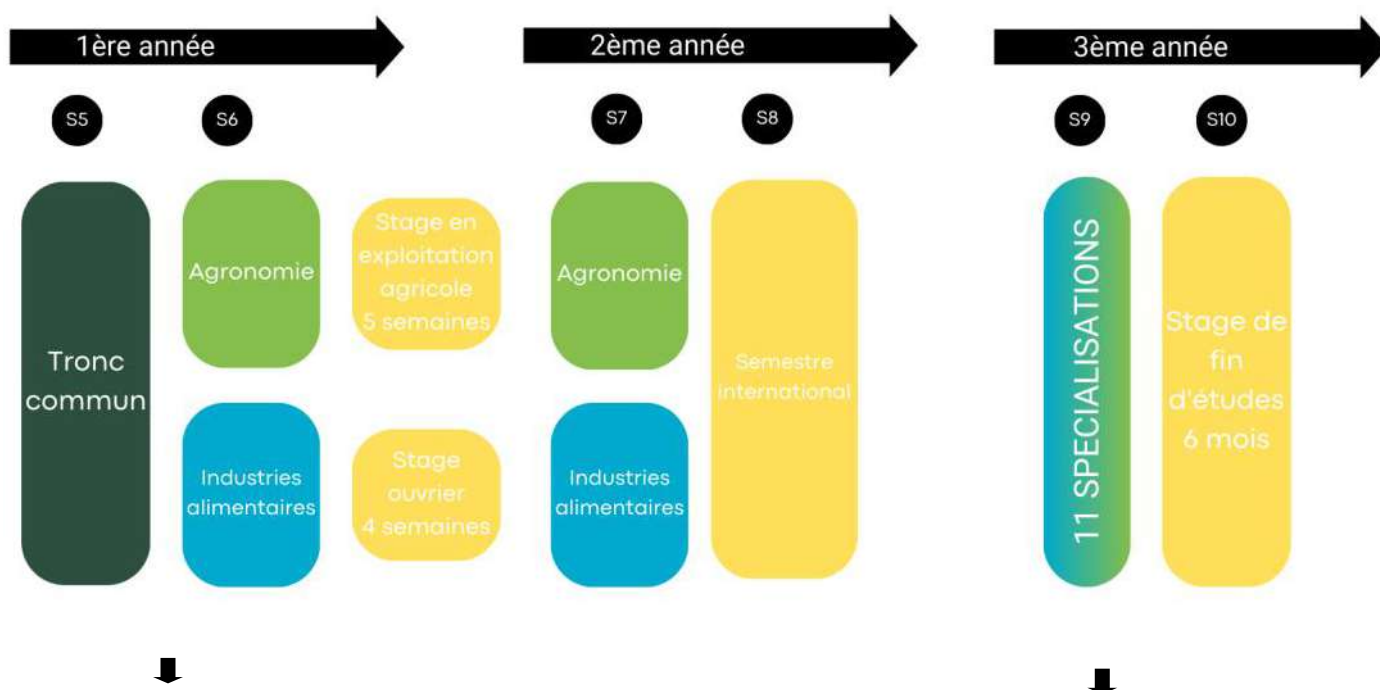 1ère année
2ème année
3ème année
S5
S6
S7
S8
S9
S10
Tronc
commun
Agronomie
Industries
alimentaires
Stage en
exploitation
agricole
5 semaines
Stage
ouvrier
4 semaines
Agronomie
Industries
alimentaires
Semestre
international
11 SPECIALISATIONS
Stage de
fin
d'études
6 mois